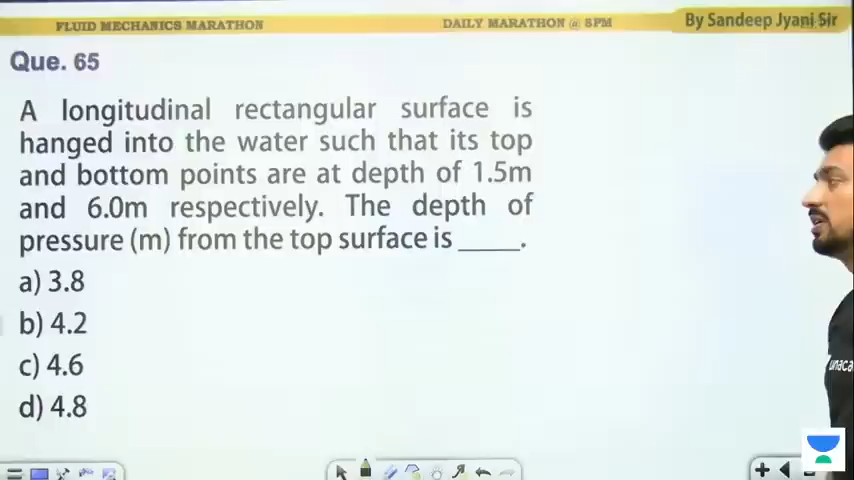 FLUID MECHANICS MARATHON
DAILY MARATHON @ 8PM
By Sandeep Jyani Sir
Que. 65
A longitudinal rectangular surface is
hanged into the water such that its top
and bottom points are at depth of 1.5m
and 6.0m respectively. The depth of
pressure (m) from the top surface is _____.
a) 3.8
b) 4.2
c) 4.6
d) 4.8
unaca